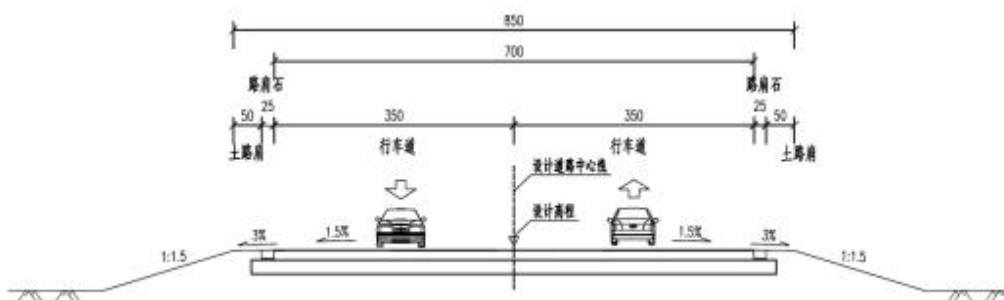 850
700
路肩石 路肩石
50 25 350 350 25 50
土路肩 行车道 行车道 土路肩
设计道路中心线
设计高程
3% 1.5% 1.5% 3%
1:1.5 1:1.5